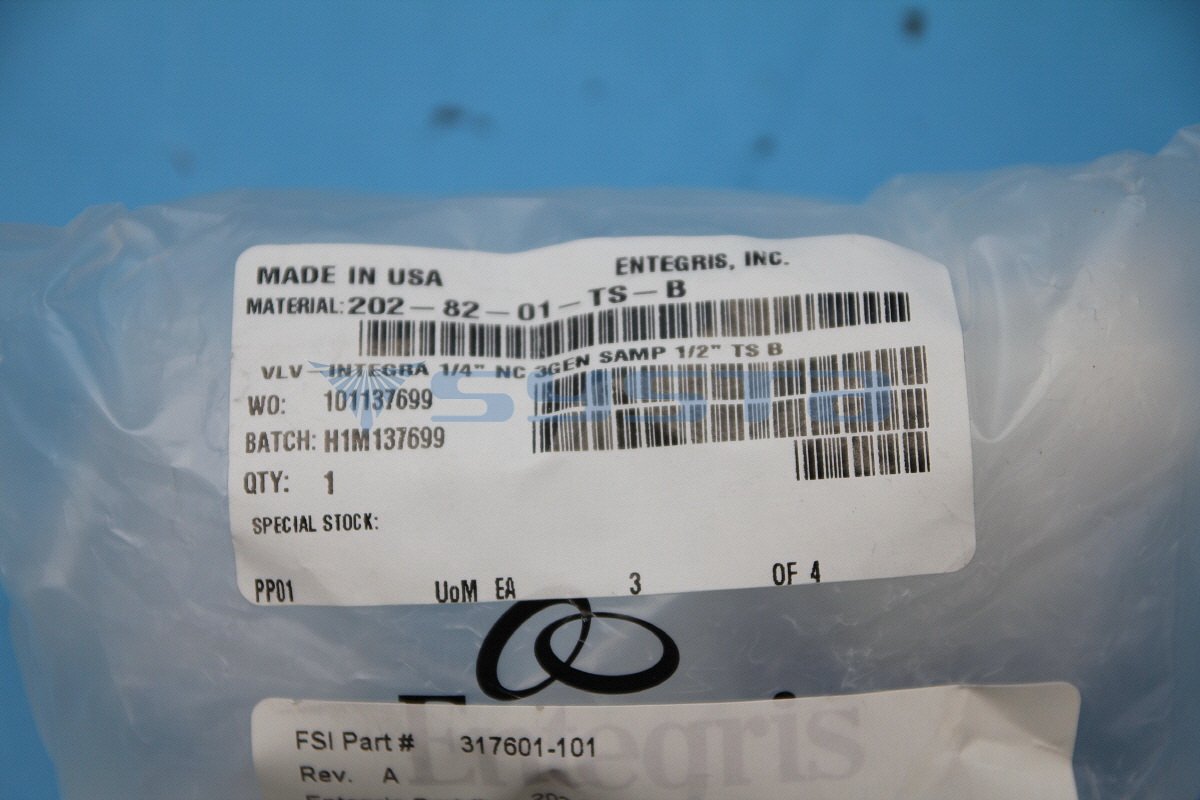 MADE IN USA ENTEGRIS, INC.
MATERIAL: 202-82-01-TS-B
VLV-INTEGRA 1/4" NC 3GEN SAMP 1/2" TS B
WO: 101137699
BATCH: H1M137699
QTY: 1
SPECIAL STOCK:
PP01 UoM EA 3 OF 4
systa
Entegris
FSI Part # 317601-101
Rev. A